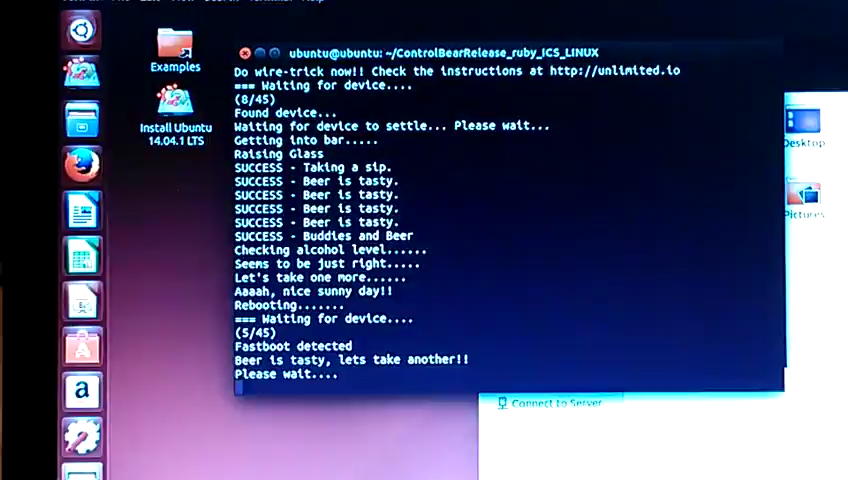 ubuntu@ubuntu: ~/ControlBearRelease_ruby_ICS_LINUX
Do wire-trick now!! Check the instructions at http://unlimited.io
=== Waiting for device....
(8/45)
Found device...
Waiting for device to settle... Please wait...
Getting into bar.....
Raising Glass
SUCCESS - Taking a sip.
SUCCESS - Beer is tasty.
SUCCESS - Beer is tasty.
SUCCESS - Beer is tasty.
SUCCESS - Beer is tasty.
SUCCESS - Buddies and Beer
Checking alcohol level......
Seems to be just right.....
Let's take one more......
Aaaah, nice sunny day!!
Rebooting.......
=== Waiting for device....
(5/45)
Fastboot detected
Beer is tasty, lets take another!!
Please wait....
Examples
Install Ubuntu
14.04.1 LTS
Desktop
Pictures
Connect to Server
a